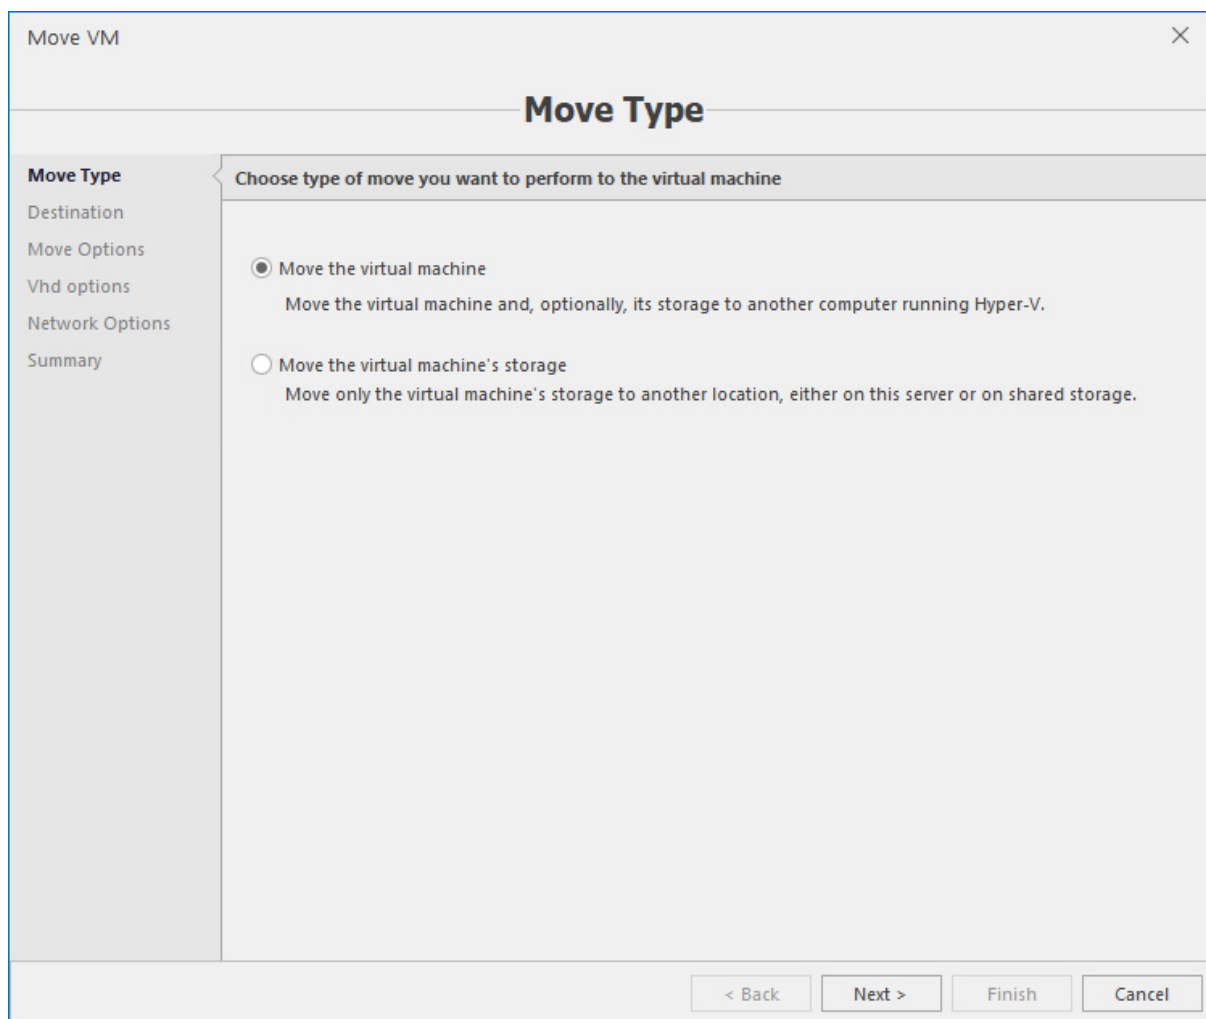 Move VM
Move Type
Move Type
Destination
Move Options
Vhd options
Network Options
Summary
Choose type of move you want to perform to the virtual machine
Move the virtual machine
Move the virtual machine and, optionally, its storage to another computer running Hyper-V.
Move the virtual machine's storage
Move only the virtual machine's storage to another location, either on this server or on shared storage.
< Back
Next >
Finish
Cancel